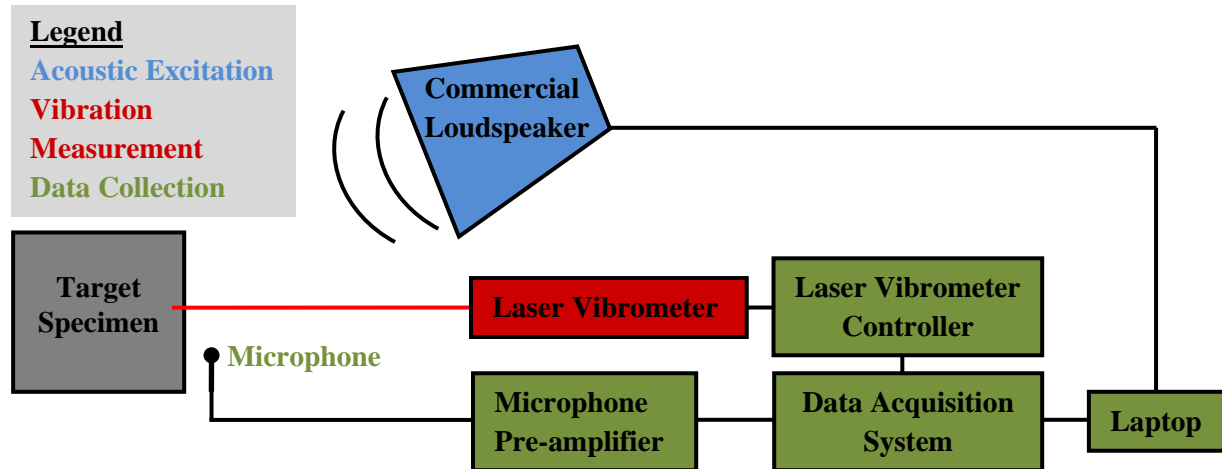 Legend
Acoustic Excitation
Vibration
Measurement
Data Collection
Commercial
Loudspeaker
Target
Specimen
Laser Vibrometer
Laser Vibrometer
Controller
Microphone
Microphone
Pre-amplifier
Data Acquisition
System
Laptop